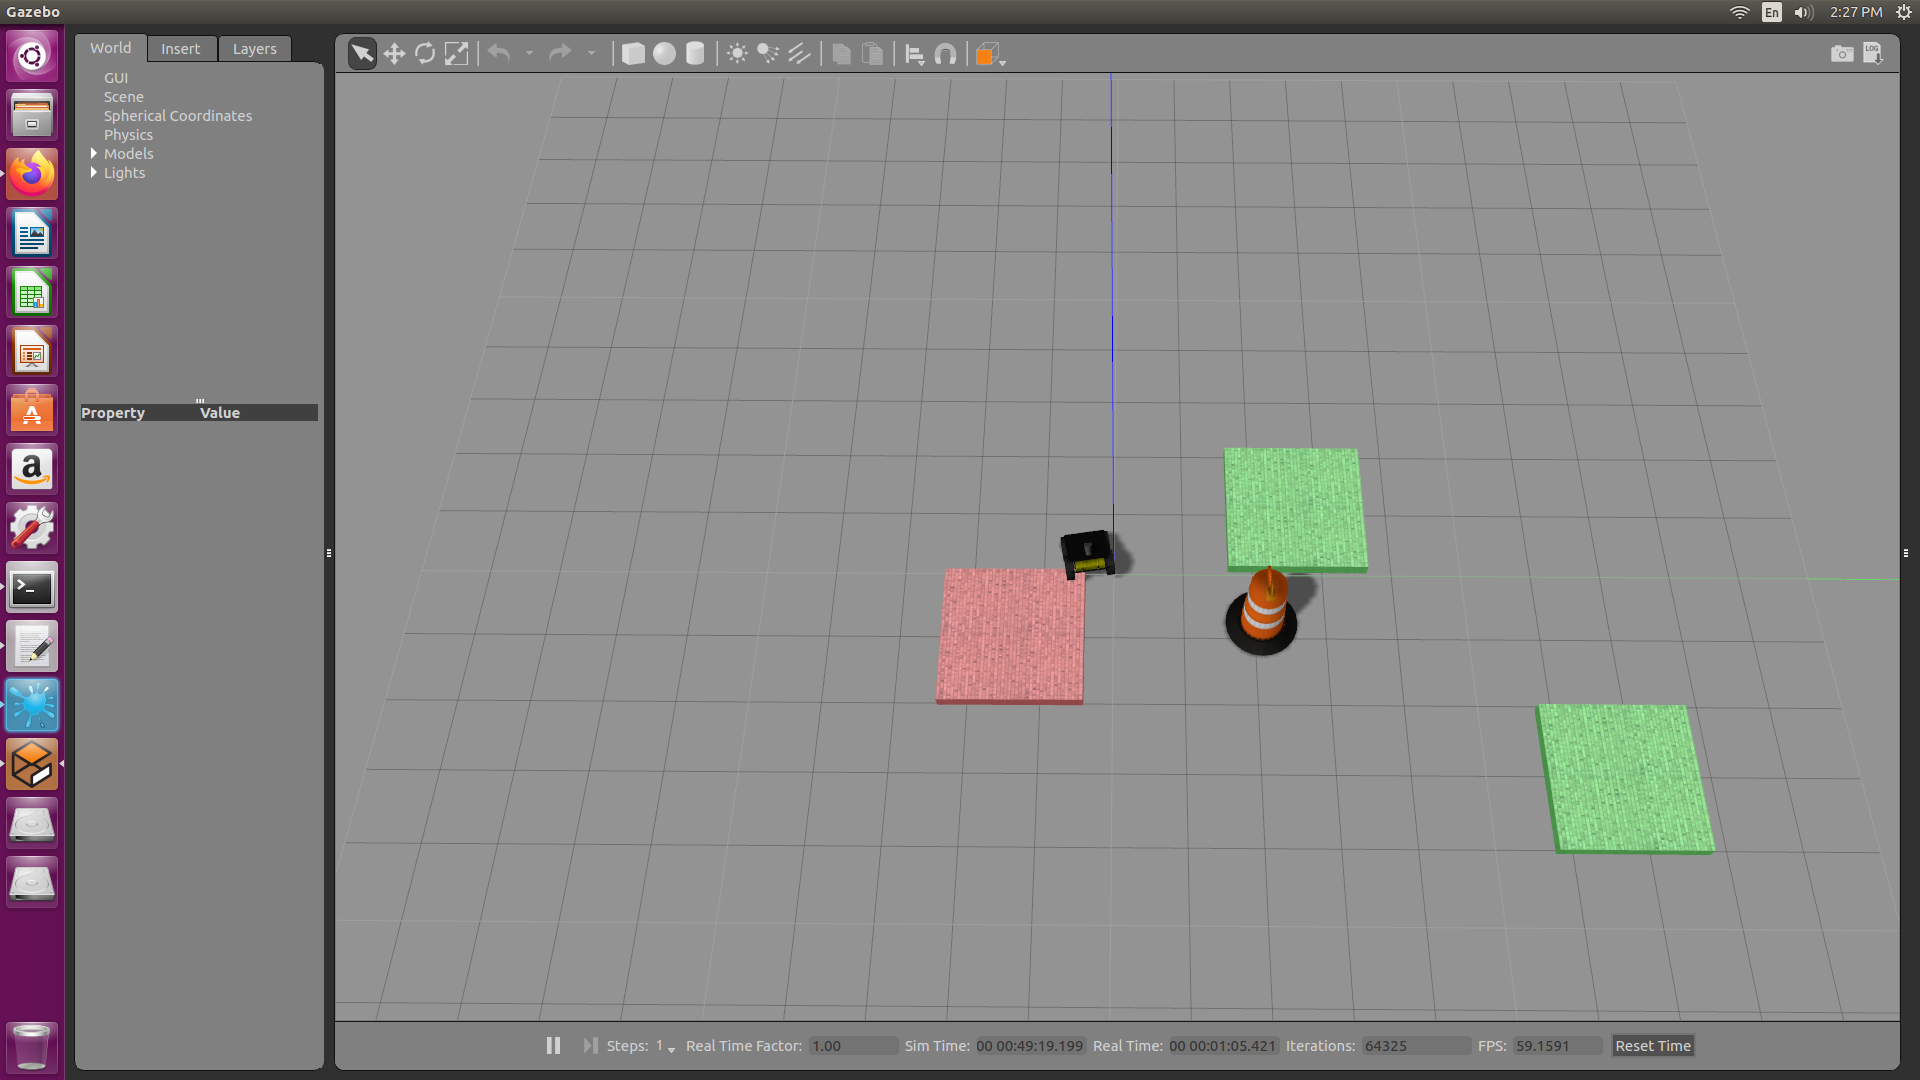 Gazebo
En
2:27 PM
World
Insert
Layers
LOG
GUI
Scene
Spherical Coordinates
Physics
Models
Lights
Property
Value
a
A
>_
Steps: 1
Real Time Factor: 1.00
Sim Time: 00 00:49:19.199
Real Time: 00 00:01:05.421
Iterations: 64325
FPS: 59.1591
Reset Time